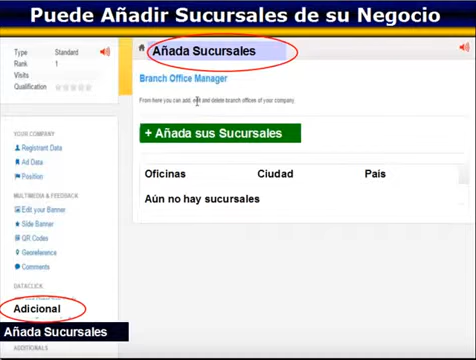 Puede Añadir Sucursales de su Negocio
Type Standard
Rank 1
Visits
Qualification
YOUR COMPANY
Registrant Data
Ad Data
Position
MULTIMEDIA & FEEDBACK
Edit your Banner
Side Banner
QR Codes
Georeference
Comments
DATACLICK
Adicional
Añada Sucursales
ADDITIONALS
Añada Sucursales
Branch Office Manager
From here you can add, edit and delete branch offices of your company
+ Añada sus Sucursales
Oficinas Ciudad País
Aún no hay sucursales